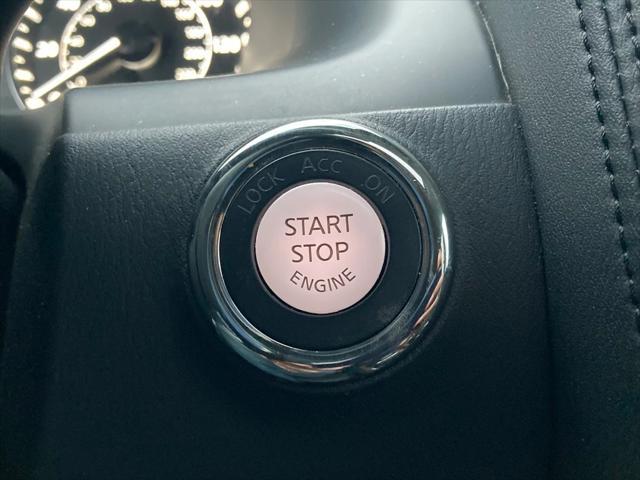 LOCK ACC ON
START
STOP
ENGINE